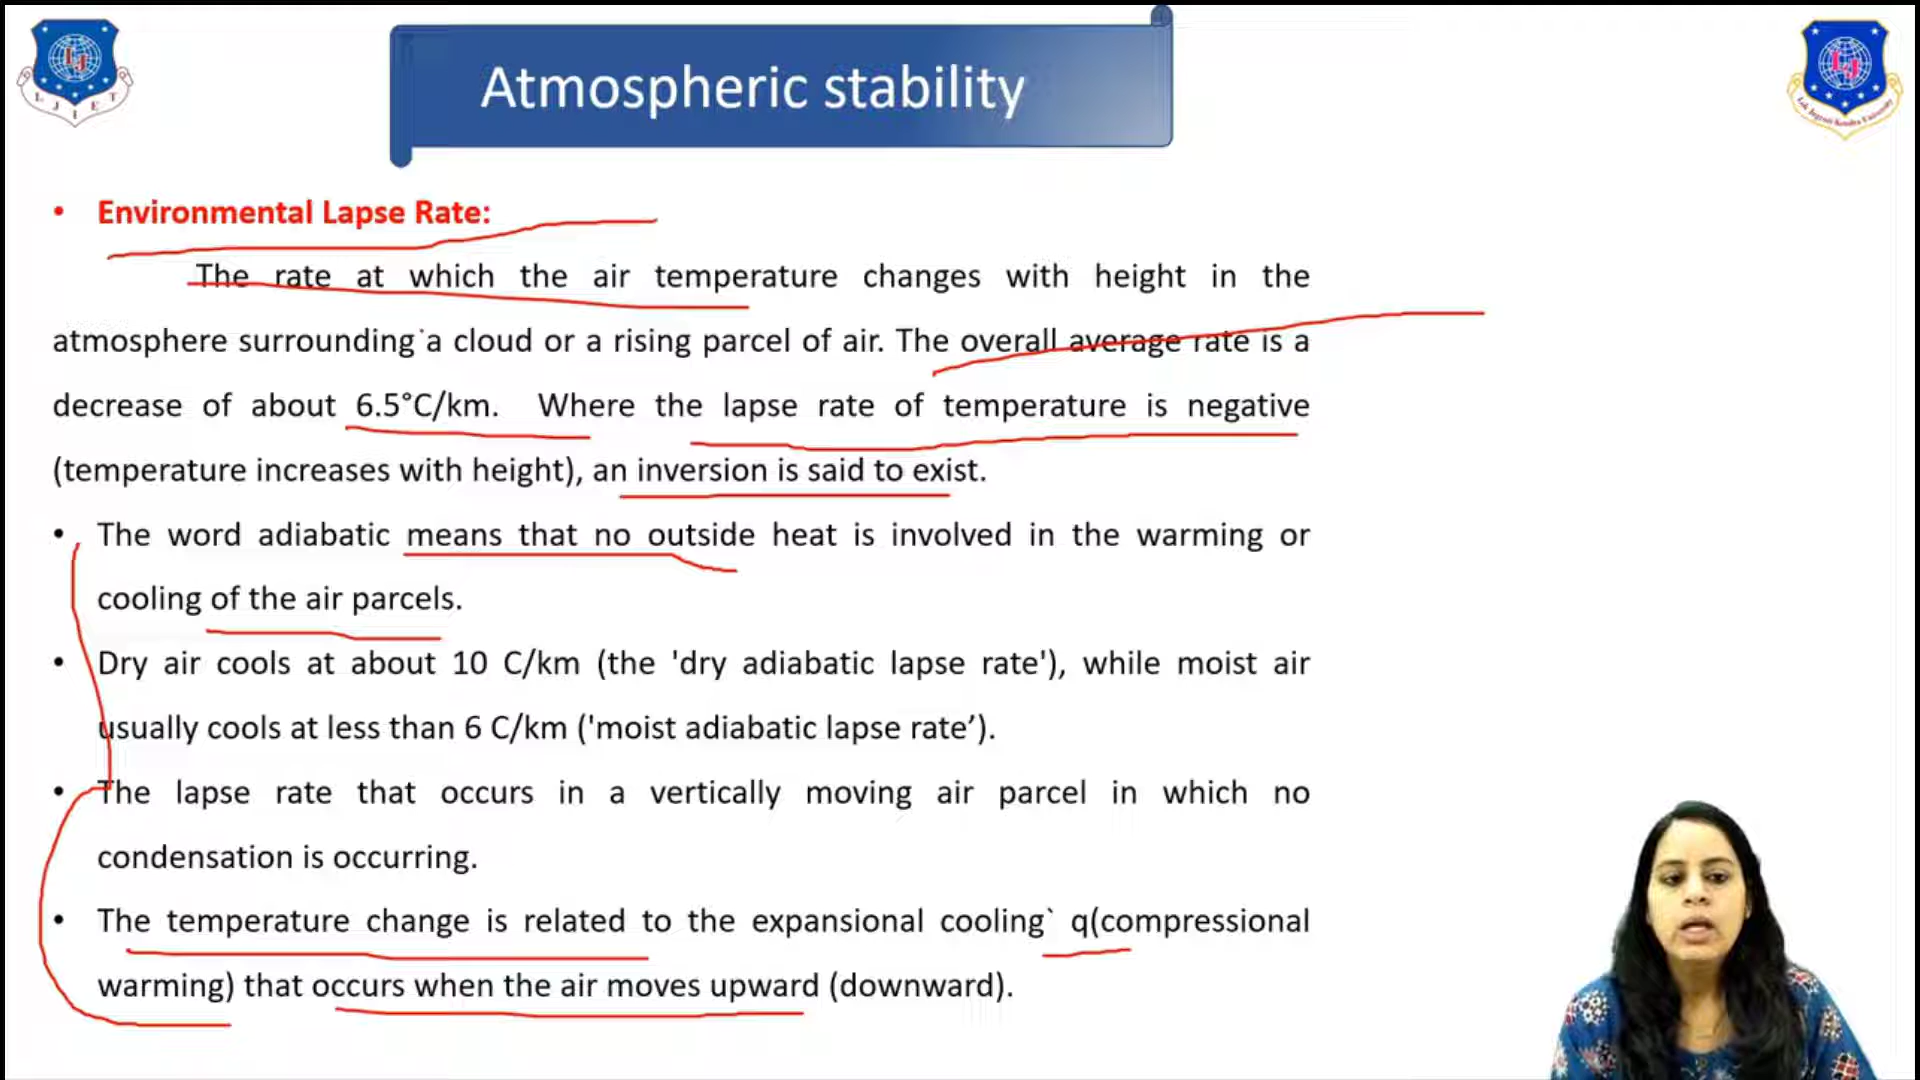 L J I E T
LJ
Atmospheric stability
LJ
Lok Jagruti Kendra University
• Environmental Lapse Rate:
The rate at which the air temperature changes with height in the
atmosphere surrounding`a cloud or a rising parcel of air. The overall average rate is a
decrease of about 6.5°C/km. Where the lapse rate of temperature is negative
(temperature increases with height), an inversion is said to exist.
• The word adiabatic means that no outside heat is involved in the warming or
cooling of the air parcels.
• Dry air cools at about 10 C/km (the 'dry adiabatic lapse rate'), while moist air
usually cools at less than 6 C/km ('moist adiabatic lapse rate’).
• The lapse rate that occurs in a vertically moving air parcel in which no
condensation is occurring.
• The temperature change is related to the expansional cooling` q(compressional
warming) that occurs when the air moves upward (downward).